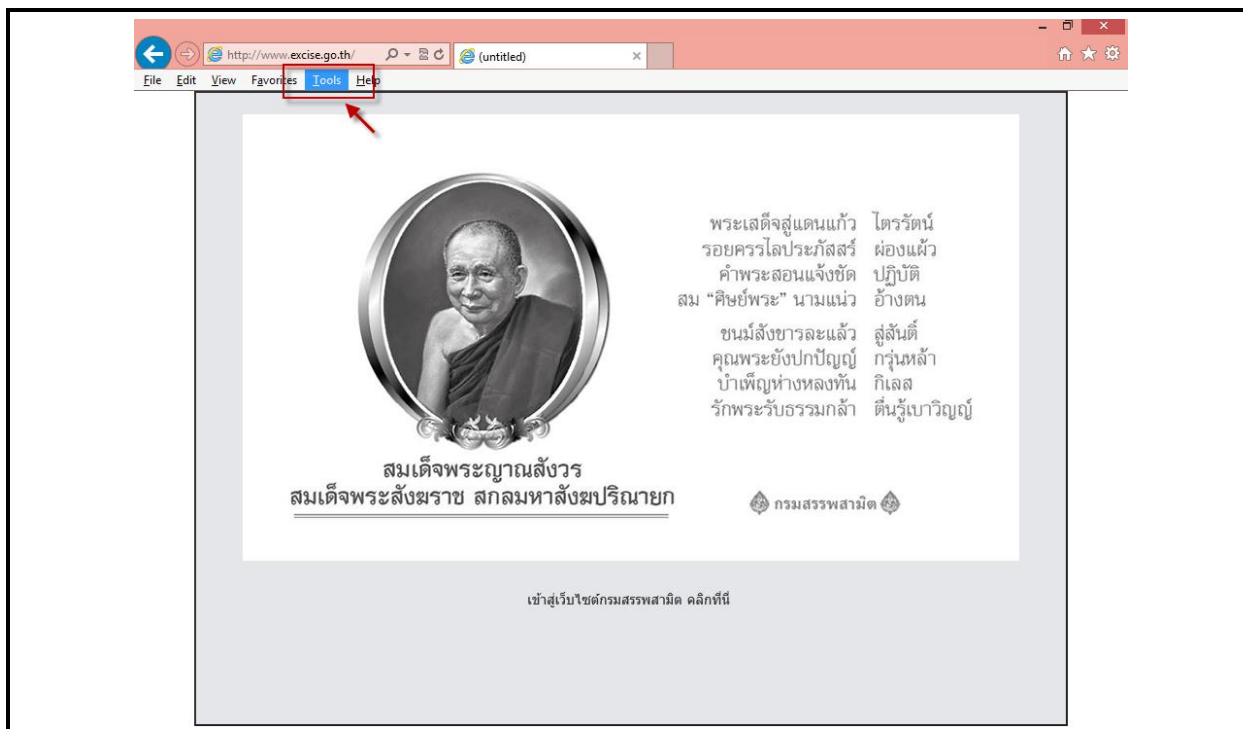 http://www.excise.go.th/
(untitled)
File Edit View Favorites Tools Help
พระเสด็จสู่แดนแก้ว ไตรรัตน์
รอยครรไลประภัสสร์ ผ่องแผ้ว
คำพระสอนแจ้งชัด ปฏิบัติ
สม “ศิษย์พระ” นามแน่ว อ้างตน
ชนม์สังขารละแล้ว สู่สันติ์
คุณพระยังปกปัญญ์ กรุ่นหล้า
บำเพ็ญห่างหลงทัน กิเลส
รักพระรับธรรมกล้า ตื่นรู้เบาวิญญ์
สมเด็จพระญาณสังวร
สมเด็จพระสังฆราช สกลมหาสังฆปริณายก
กรมสรรพสามิต
เข้าสู่เว็บไซต์กรมสรรพสามิต คลิกที่นี่